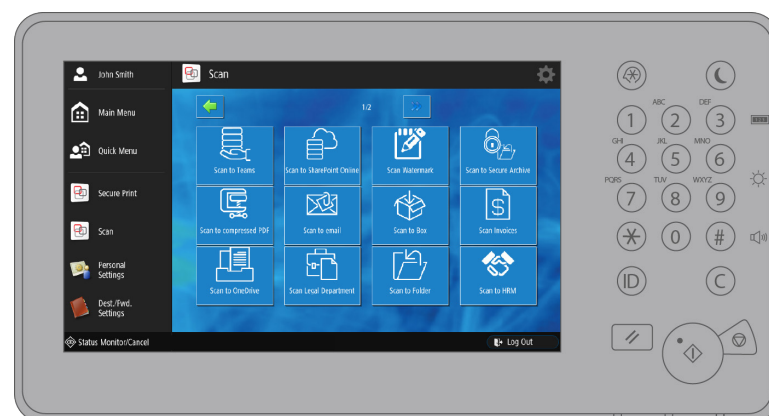 John Smith
Scan
Main Menu
1/2
Quick Menu
Scan to Teams
Scan to SharePoint Online
Scan Watermark
Scan to Secure Archive
Secure Print
Scan to compressed PDF
Scan to email
Scan to Box
Scan Invoices
Scan
Personal
Settings
Scan to OneDrive
Scan Legal Department
Scan to Folder
Scan to HRM
Dest./Fwd.
Settings
Status Monitor/Cancel
Log Out
ABC
DEF
1
2
3
GHI
JKL
MNO
4
5
6
PQRS
TUV
WXYZ
7
8
9
0
#
ID
C